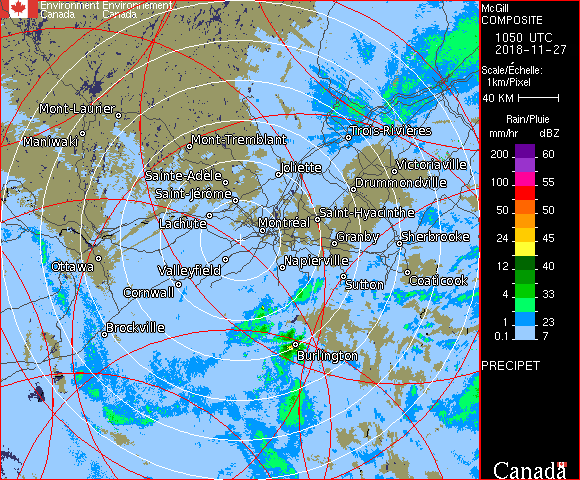 Environment Environnement
Canada Canada
McGill
COMPOSITE
1050 UTC
2018-11-27
Scale/Échelle:
1km/Pixel
40 KM
Rain/Pluie
mm/hr dBZ
200 60
100 55
50 50
24 45
12 40
4 33
1 23
0.1 7
PRECIPET
Canada
Mont-Laurier
Maniwaki
Mont-Tremblant
Trois-Rivières
Sainte-Adèle
Joliette
Victoriaville
Saint-Jérôme
Drummondville
Lachute
Montréal
Saint-Hyacinthe
Granby
Sherbrooke
Ottawa
Valleyfield
Napierville
Cornwall
Sutton
Coaticook
Brockville
Burlington